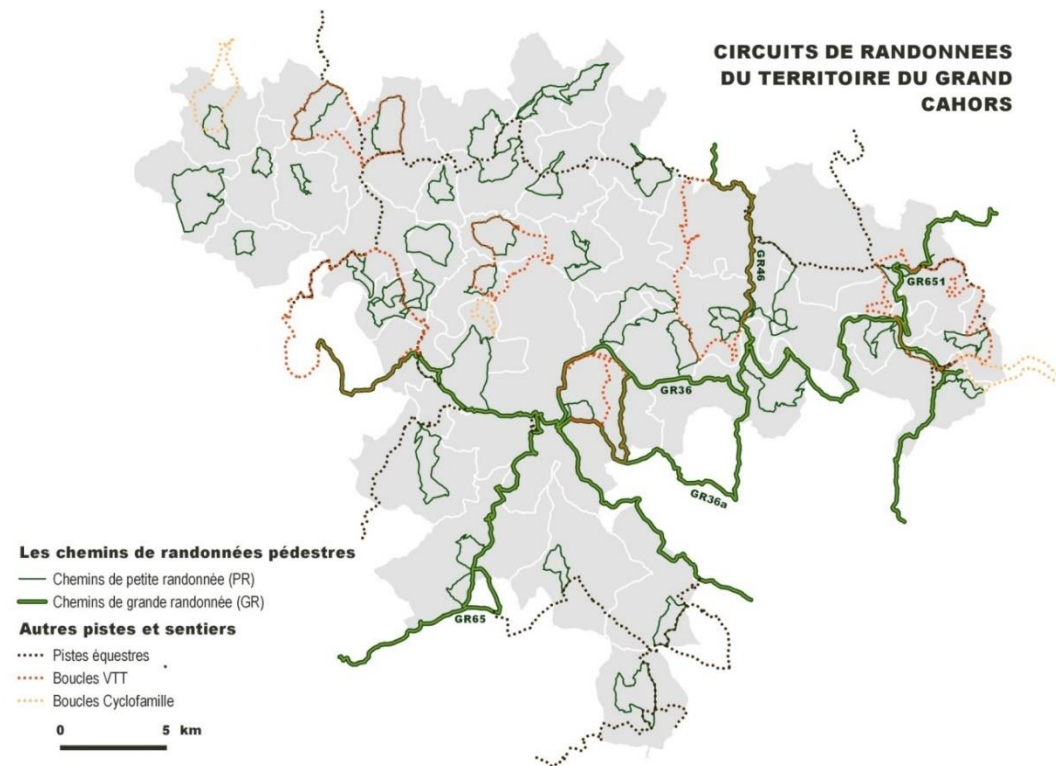 CIRCUITS DE RANDONNEES
DU TERRITOIRE DU GRAND
CAHORS
GR46
GR651
GR36
GR36a
GR65
Les chemins de randonnées pédestres
Chemins de petite randonnée (PR)
Chemins de grande randonnée (GR)
Autres pistes et sentiers
Pistes équestres
Boucles VTT
Boucles Cyclofamille
0 5 km